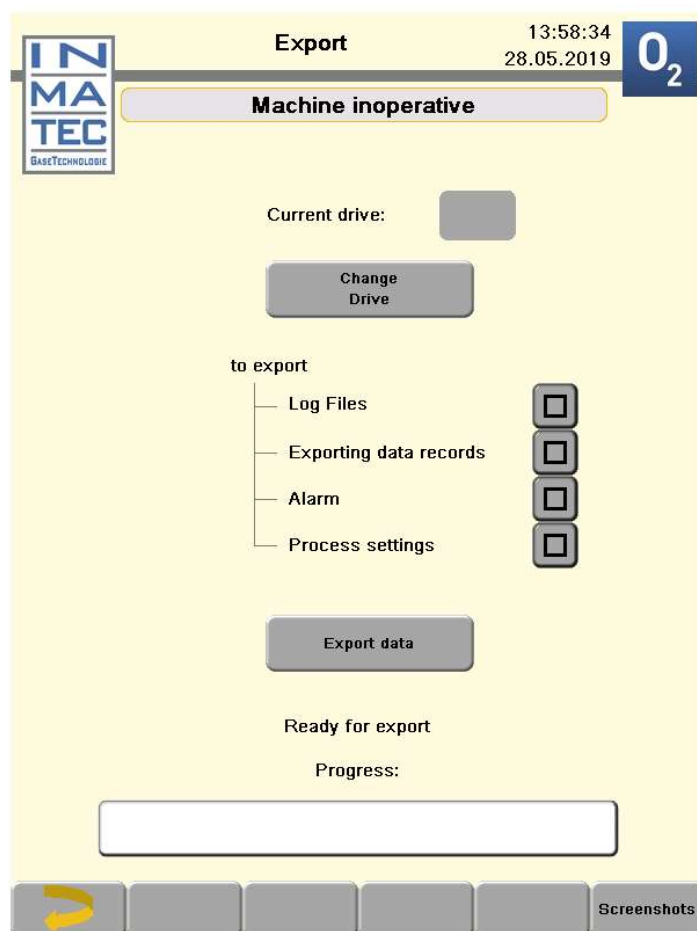 IN
MA
TEC
GASETECHNOLOGIE
Export
13:58:34
28.05.2019
O2
Machine inoperative
Current drive:
Change
Drive
to export
Log Files
Exporting data records
Alarm
Process settings
Export data
Ready for export
Progress:
Screenshots